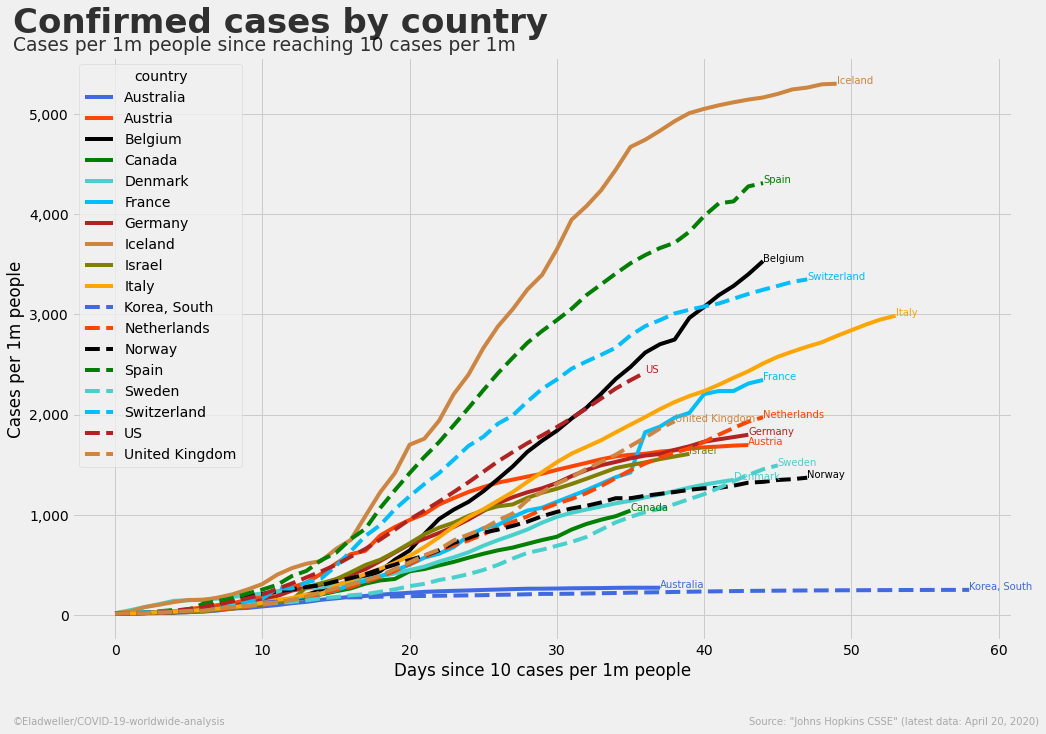 Confirmed cases by country
Cases per 1m people since reaching 10 cases per 1m
country
Australia
Austria
Belgium
Canada
Denmark
France
Germany
Iceland
Israel
Italy
Korea, South
Netherlands
Norway
Spain
Sweden
Switzerland
US
United Kingdom
Cases per 1m people
5,000
4,000
3,000
2,000
1,000
0
Iceland
Spain
Belgium
Switzerland
Italy
US
France
Netherlands
United Kingdom
Germany
Austria
Israel
Sweden
Denmark
Norway
Canada
Australia
Korea, South
0 10 20 30 40 50 60
Days since 10 cases per 1m people
©Eladweller/COVID-19-worldwide-analysis
Source: "Johns Hopkins CSSE" (latest data: April 20, 2020)